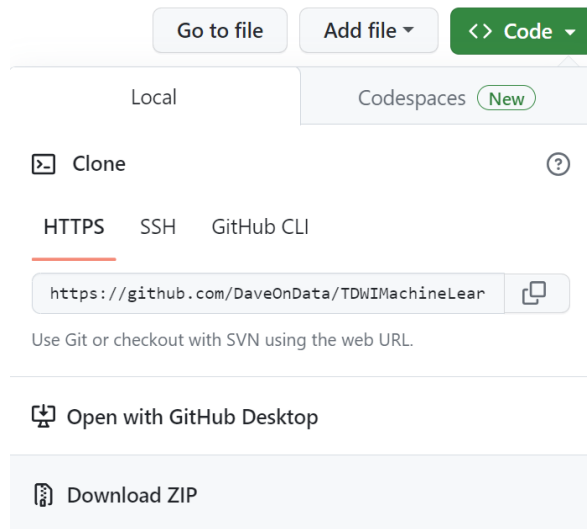 Go to file Add file <> Code
Local Codespaces New
Clone
HTTPS SSH GitHub CLI
https://github.com/DaveOnData/TDWIMachineLear
Use Git or checkout with SVN using the web URL.
Open with GitHub Desktop
Download ZIP